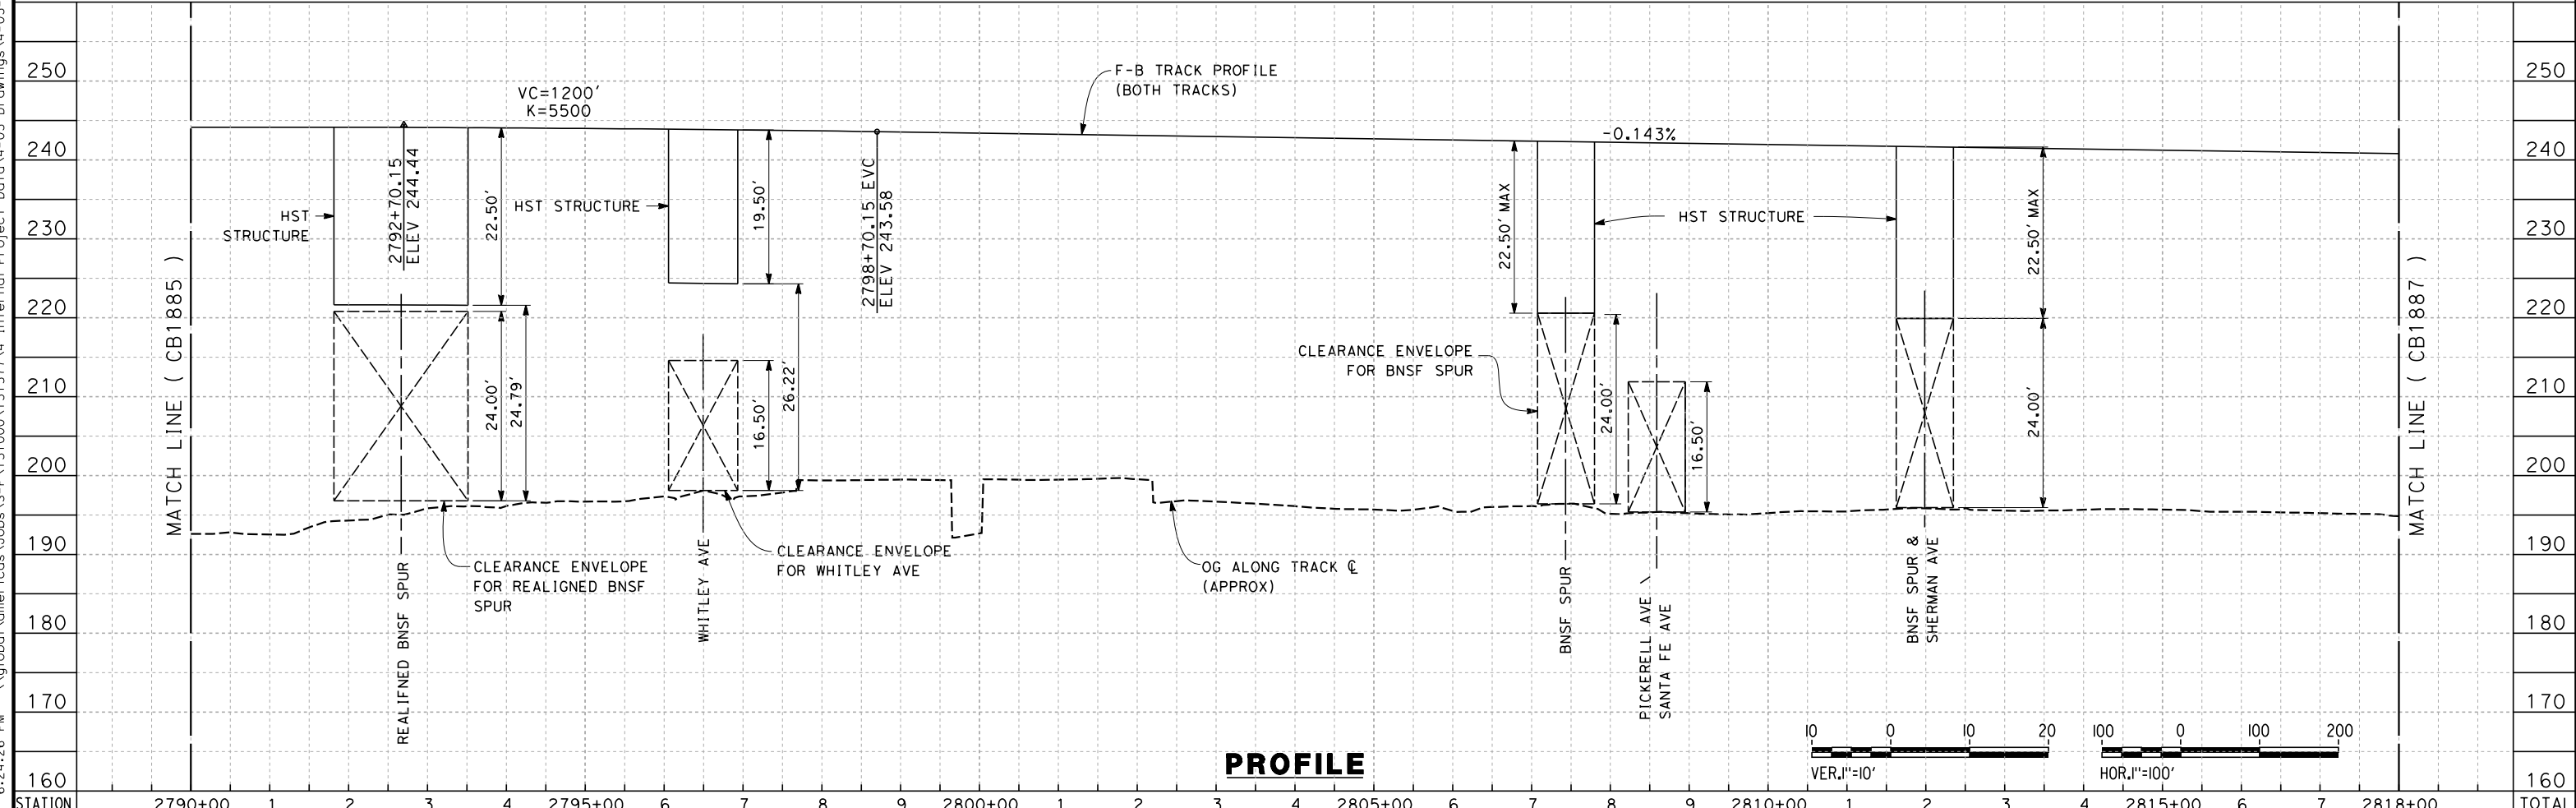 250
240
230
220
210
200
190
180
170
160
STATION
MATCH LINE ( CB1885 )
VC=1200'
K=5500
HST
STRUCTURE
2792+70.15
ELEV 244.44
22.50'
24.00'
24.79'
REALIFNED BNSF SPUR
CLEARANCE ENVELOPE
FOR REALIGNED BNSF
SPUR
HST STRUCTURE
19.50'
16.50'
26.22'
WHITLEY AVE
CLEARANCE ENVELOPE
FOR WHITLEY AVE
2798+70.15 EVC
ELEV 243.58
F-B TRACK PROFILE
(BOTH TRACKS)
OG ALONG TRACK ℄
(APPROX)
-0.143%
22.50' MAX
HST STRUCTURE
CLEARANCE ENVELOPE
FOR BNSF SPUR
24.00'
16.50'
BNSF SPUR
PICKERELL AVE \
SANTA FE AVE
22.50' MAX
24.00'
BNSF SPUR &
SHERMAN AVE
MATCH LINE ( CB1887 )
250
240
230
220
210
200
190
180
170
160
TOTAL
PROFILE
10 0 10 20
VER.1"=10'
100 0 100 200
HOR.1"=100'
2790+00 1 2 3 4 2795+00 6 7 8 9 2800+00 1 2 3 4 2805+00 6 7 8 9 2810+00 1 2 3 4 2815+00 6 7 2818+00